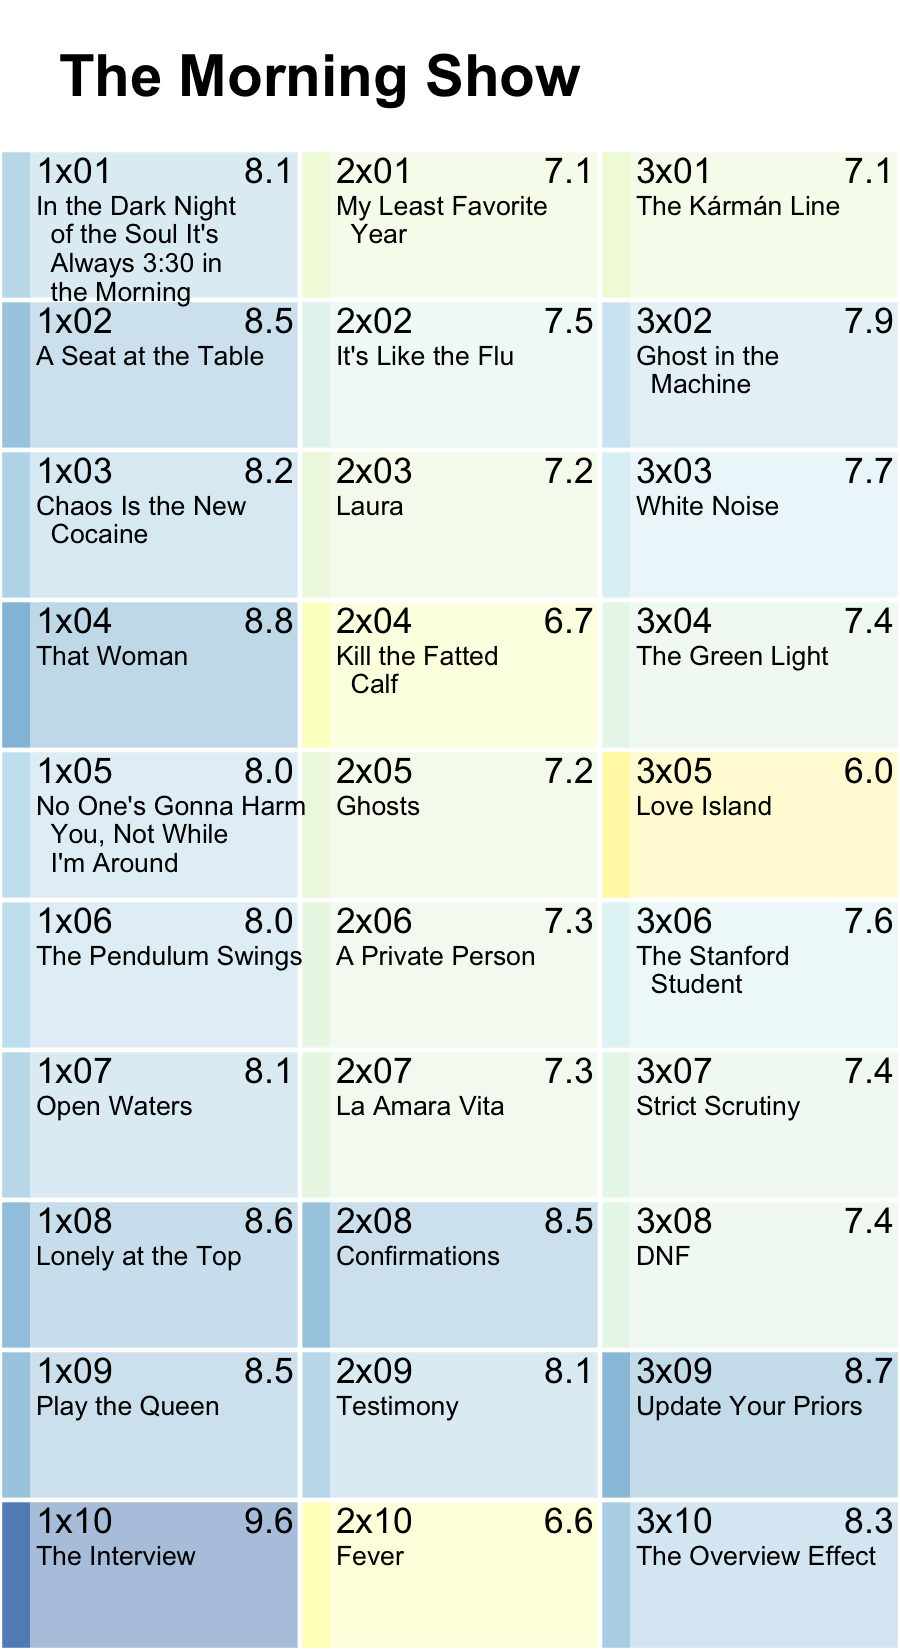 The Morning Show
1x01 8.1
In the Dark Night
of the Soul It's
Always 3:30 in
the Morning
2x01 7.1
My Least Favorite
Year
3x01 7.1
The Kármán Line
1x02 8.5
A Seat at the Table
2x02 7.5
It's Like the Flu
3x02 7.9
Ghost in the
Machine
1x03 8.2
Chaos Is the New
Cocaine
2x03 7.2
Laura
3x03 7.7
White Noise
1x04 8.8
That Woman
2x04 6.7
Kill the Fatted
Calf
3x04 7.4
The Green Light
1x05 8.0
No One's Gonna Harm
You, Not While
I'm Around
2x05 7.2
Ghosts
3x05 6.0
Love Island
1x06 8.0
The Pendulum Swings
2x06 7.3
A Private Person
3x06 7.6
The Stanford
Student
1x07 8.1
Open Waters
2x07 7.3
La Amara Vita
3x07 7.4
Strict Scrutiny
1x08 8.6
Lonely at the Top
2x08 8.5
Confirmations
3x08 7.4
DNF
1x09 8.5
Play the Queen
2x09 8.1
Testimony
3x09 8.7
Update Your Priors
1x10 9.6
The Interview
2x10 6.6
Fever
3x10 8.3
The Overview Effect